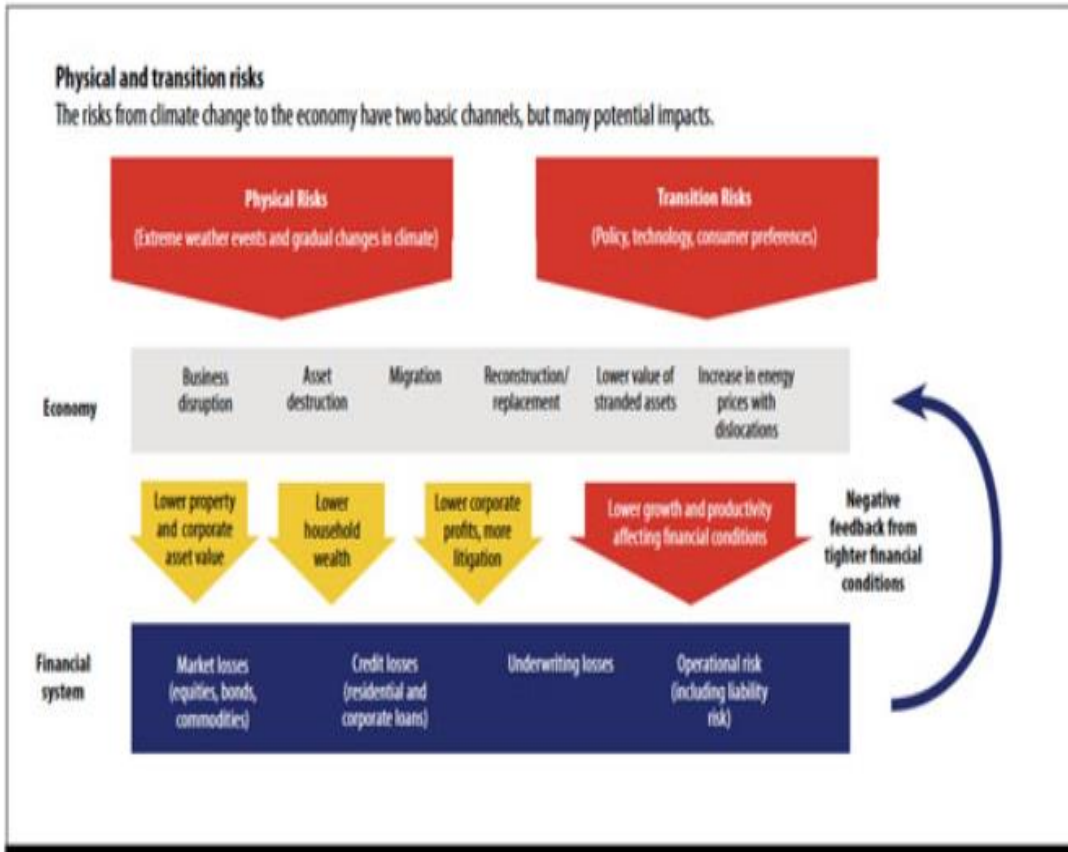 Physical and transition risks
The risks from climate change to the economy have two basic channels, but many potential impacts.
Physical Risks
(Extreme weather events and gradual changes in climate)
Transition Risks
(Policy, technology, consumer preferences)
Economy
Business
disruption
Asset
destruction
Migration
Reconstruction/
replacement
Lower value of
stranded assets
Increase in energy
prices with
dislocations
Lower property
and corporate
asset value
Lower
household
wealth
Lower corporate
profits, more
litigation
Lower growth and productivity
affecting financial conditions
Negative
feedback from
tighter financial
conditions
Financial
system
Market losses
(equities, bonds,
commodities)
Credit losses
(residential and
corporate loans)
Underwriting losses
Operational risk
(including liability
risk)